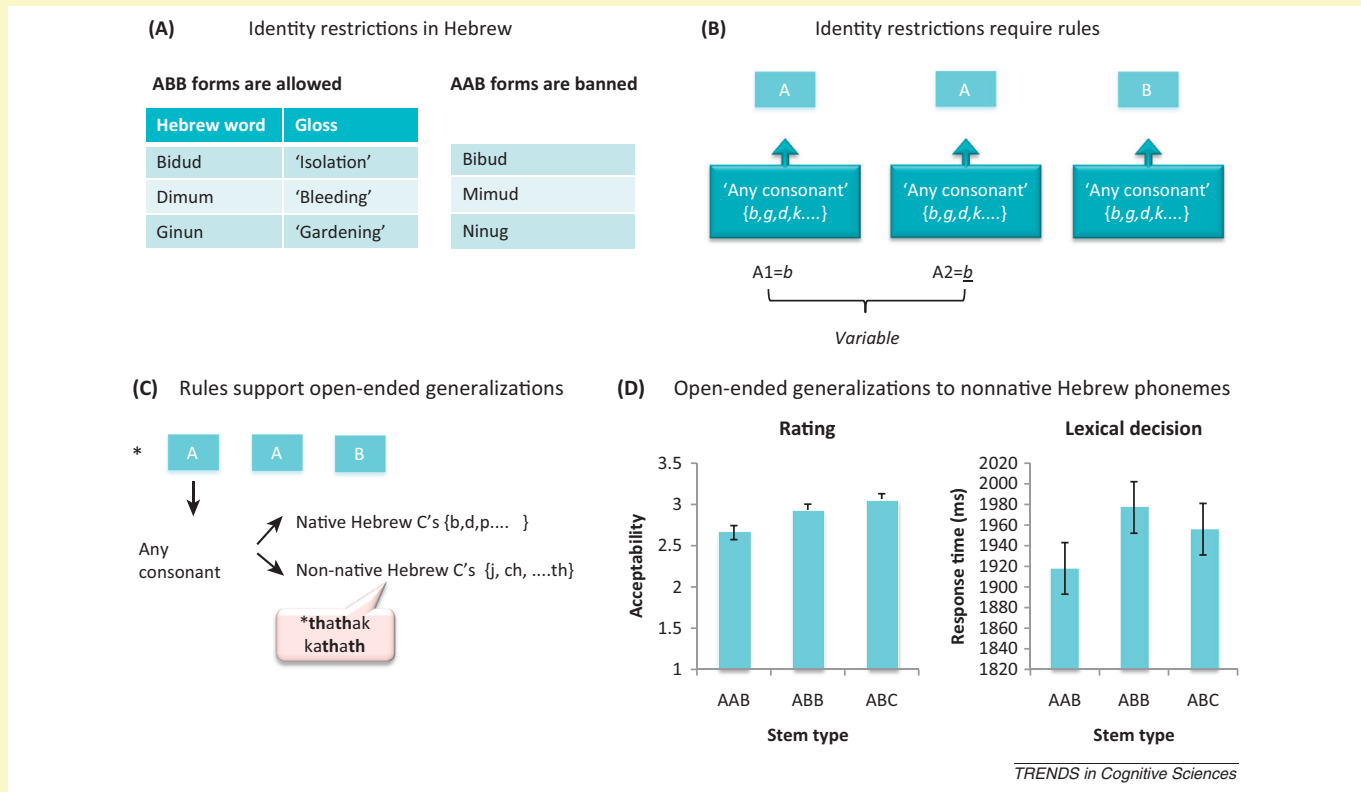 (A) Identity restrictions in Hebrew
ABB forms are allowed
AAB forms are banned
Hebrew word Gloss
Bidud ‘Isolation’
Dimum ‘Bleeding’
Ginun ‘Gardening’
Bibud
Mimud
Ninug
(B) Identity restrictions require rules
A A B
‘Any consonant’ ‘Any consonant’ ‘Any consonant’
{b,g,d,k....} {b,g,d,k....} {b,g,d,k....}
A1=b A2=b
Variable
(C) Rules support open-ended generalizations
* A A B
Any
consonant
Native Hebrew C’s {b,d,p.... }
Non-native Hebrew C’s {j, ch, ....th}
*thathak
kathath
(D) Open-ended generalizations to nonnative Hebrew phonemes
Rating
Acceptability
3.5
3
2.5
2
1.5
1
AAB ABB ABC
Stem type
Lexical decision
Response time (ms)
2020
2000
1980
1960
1940
1920
1900
1880
1860
1840
1820
AAB ABB ABC
Stem type
TRENDS in Cognitive Sciences